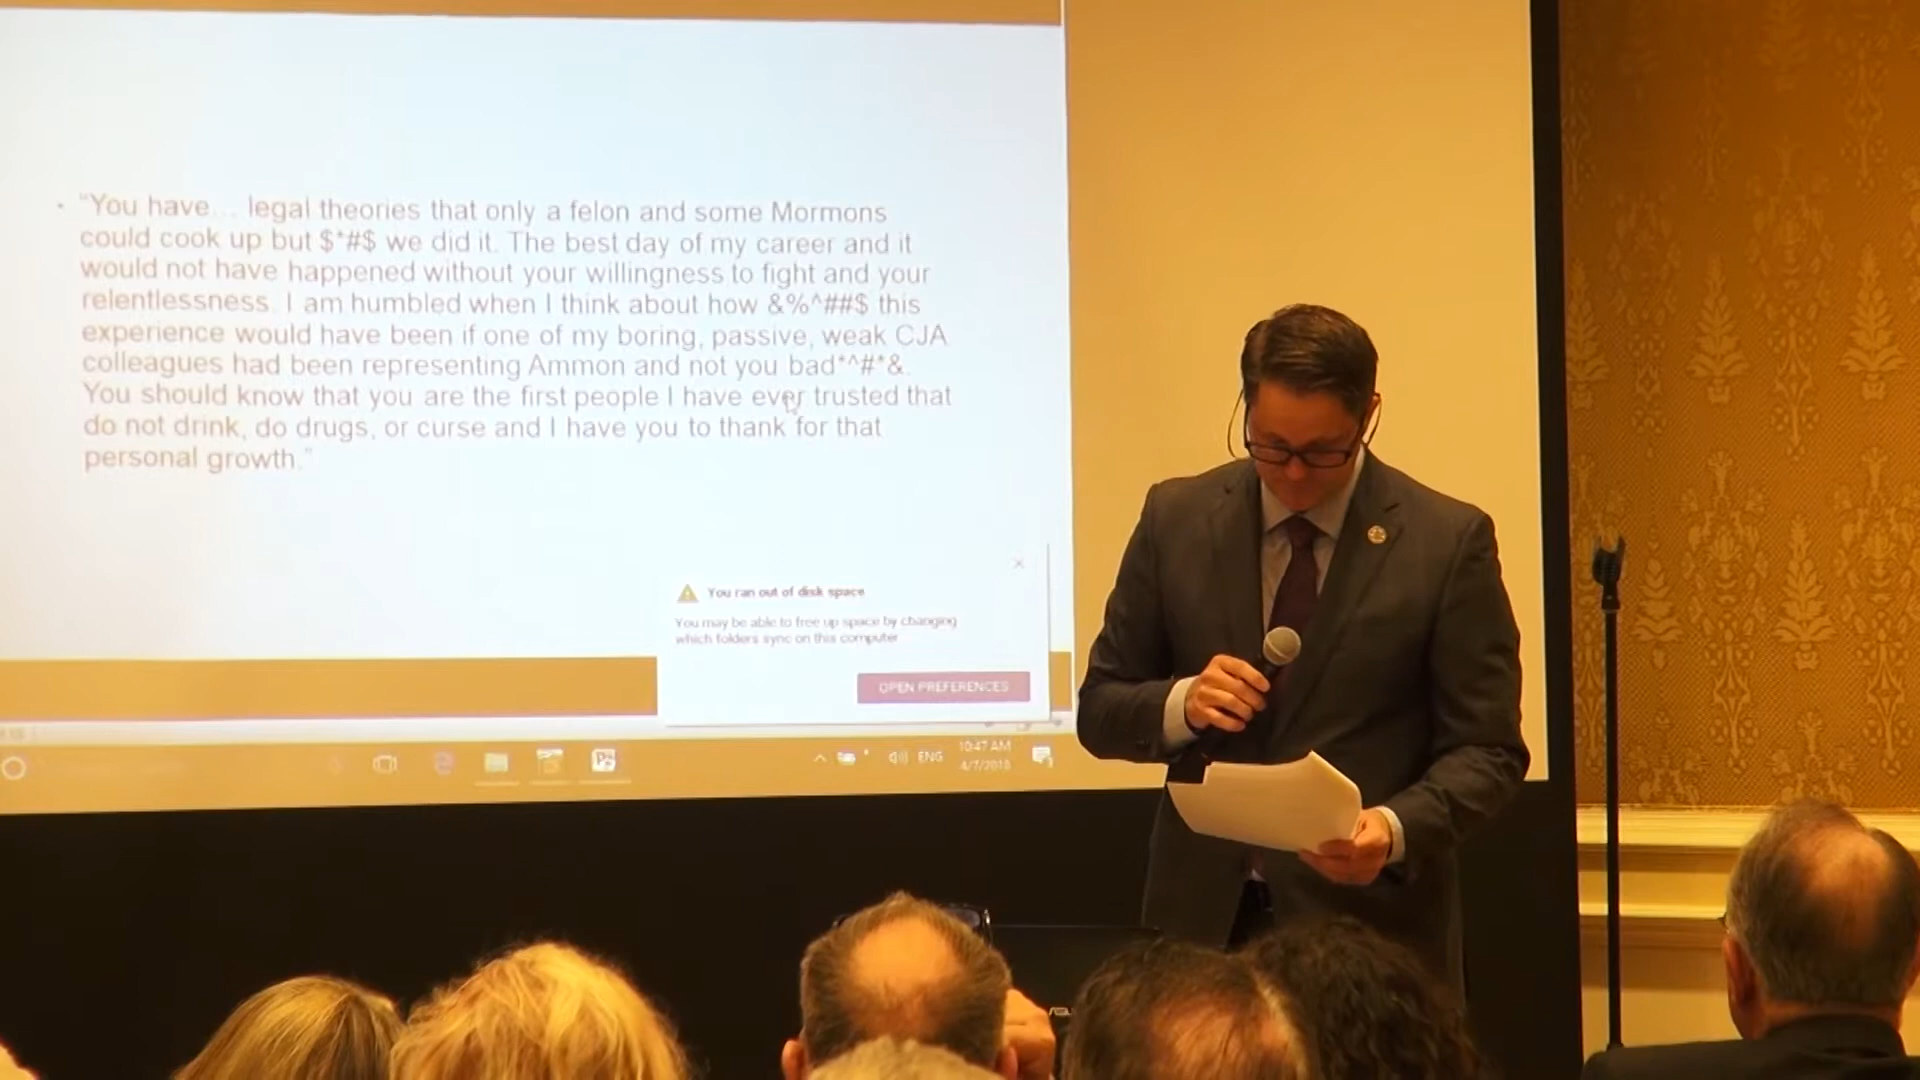 • "You have... legal theories that only a felon and some Mormons
could cook up but $*#$ we did it. The best day of my career and it
would not have happened without your willingness to fight and your
relentlessness. I am humbled when I think about how &%^##$ this
experience would have been if one of my boring, passive, weak CJA
colleagues had been representing Ammon and not you bad*^#*&.
You should know that you are the first people I have ever trusted that
do not drink, do drugs, or curse and I have you to thank for that
personal growth."
You ran out of disk space
You may be able to free up space by changing
which folders sync on this computer
OPEN PREFERENCES
ENG
10:47 AM
4/7/2018